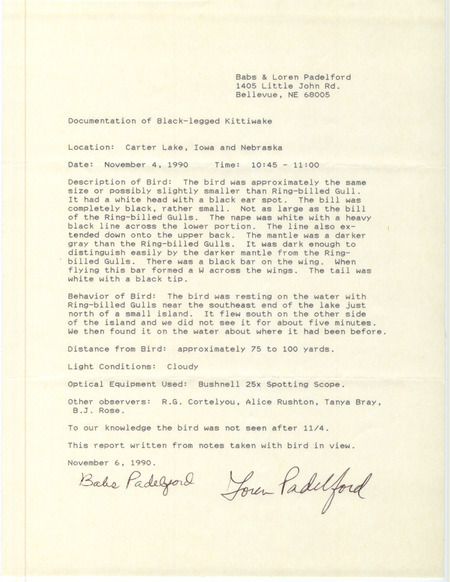 Babs & Loren Padelford
1405 Little John Rd.
Bellevue, NE 68005
Documentation of Black-legged Kittiwake
Location: Carter Lake, Iowa and Nebraska
Date: November 4, 1990 Time: 10:45 - 11:00
Description of Bird: The bird was approximately the same
size or possibly slightly smaller than Ring-billed Gull.
It had a white head with a black ear spot. The bill was
completely black, rather small. Not as large as the bill
of the Ring-billed Gulls. The nape was white with a heavy
black line across the lower portion. The line also ex-
tended down onto the upper back. The mantle was a darker
gray than the Ring-billed Gulls. It was dark enough to
distinguish easily by the darker mantle from the Ring-
billed Gulls. There was a black bar on the wing. When
flying this bar formed a W across the wings. The tail was
white with a black tip.
Behavior of Bird: The bird was resting on the water with
Ring-billed Gulls near the southeast end of the lake just
north of a small island. It flew south on the other side
of the island and we did not see it for about five minutes.
We then found it on the water about where it had been before.
Distance from Bird: approximately 75 to 100 yards.
Light Conditions: Cloudy
Optical Equipment Used: Bushnell 25x Spotting Scope.
Other observers: R.G. Cortelyou, Alice Rushton, Tanya Bray,
B.J. Rose.
To our knowledge the bird was not seen after 11/4.
This report written from notes taken with bird in view.
November 6, 1990.
Babs Padelford Loren Padelford